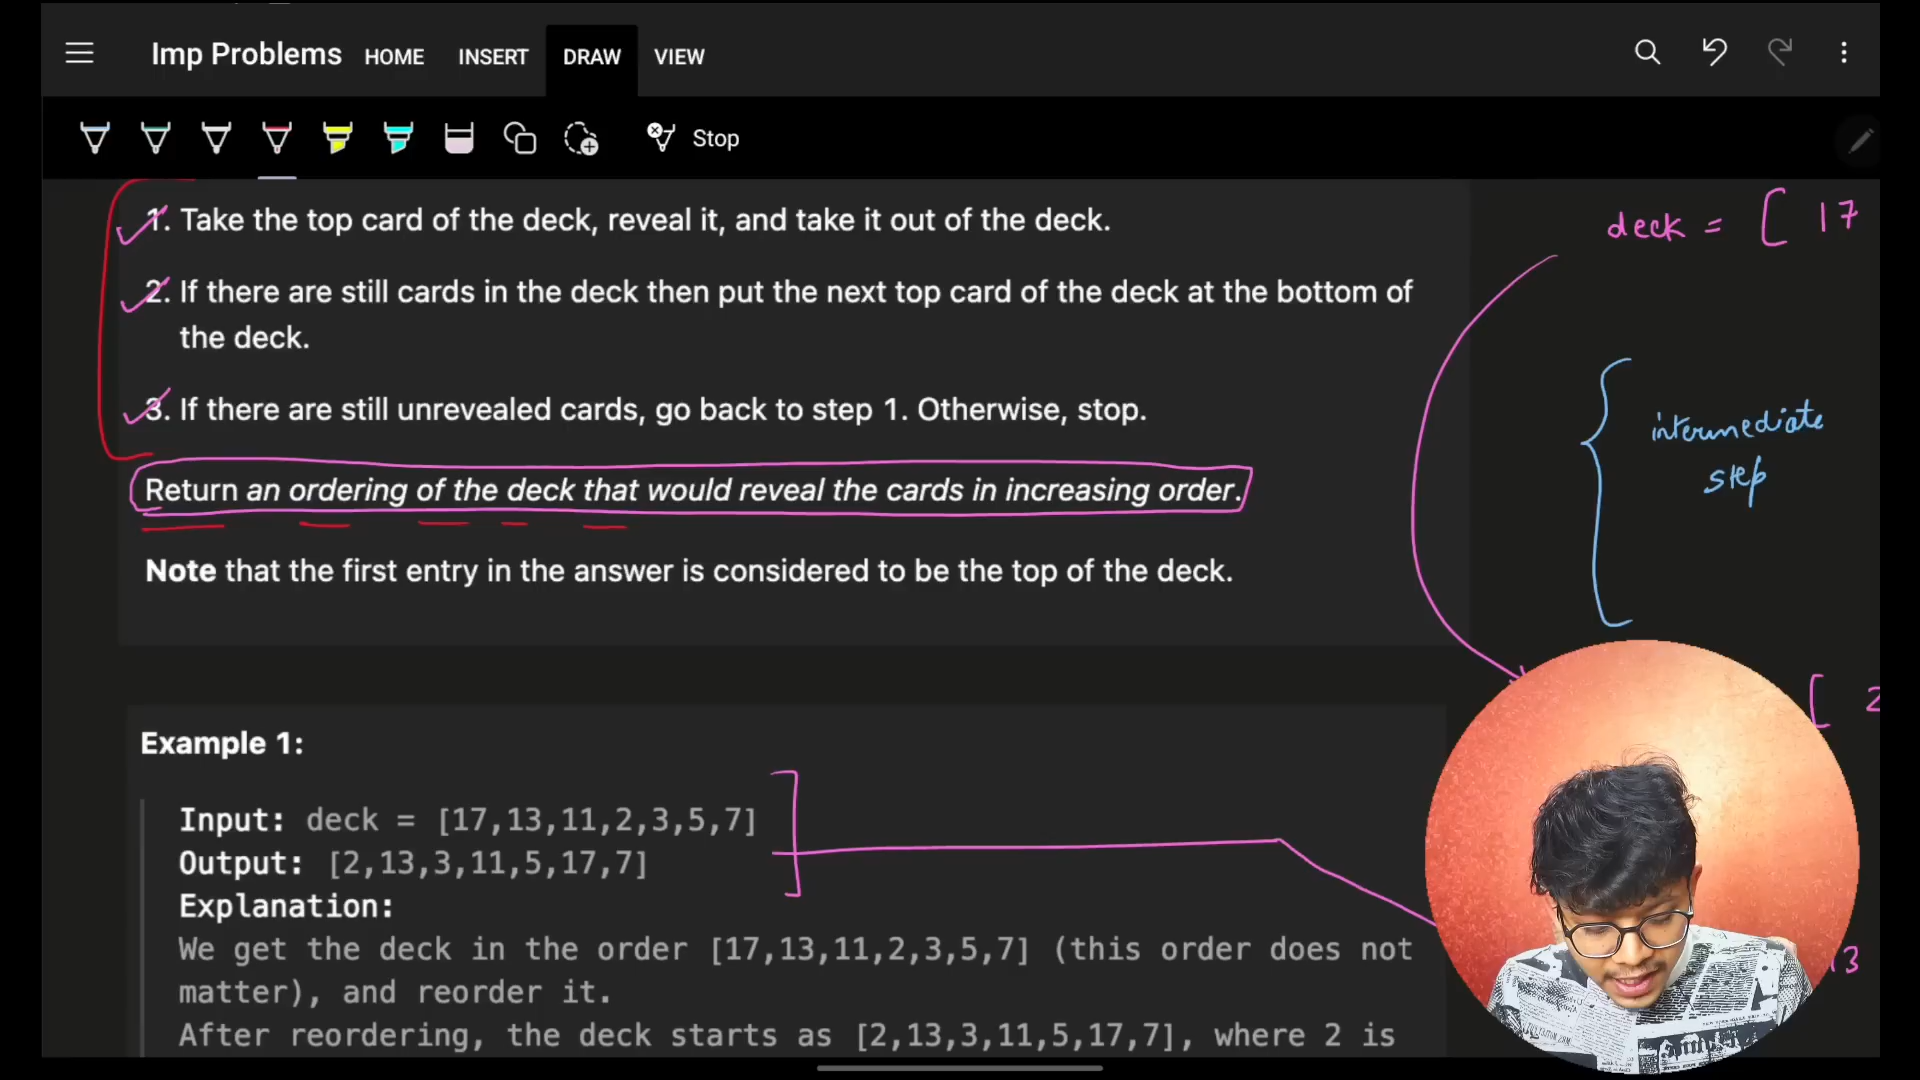 Imp Problems HOME INSERT DRAW VIEW
Stop
1. Take the top card of the deck, reveal it, and take it out of the deck.
2. If there are still cards in the deck then put the next top card of the deck at the bottom of
the deck.
3. If there are still unrevealed cards, go back to step 1. Otherwise, stop.
Return an ordering of the deck that would reveal the cards in increasing order.
Note that the first entry in the answer is considered to be the top of the deck.
deck = [ 17
intermediate
step
[ 2
13
Example 1:
Input: deck = [17,13,11,2,3,5,7]
Output: [2,13,3,11,5,17,7]
Explanation:
We get the deck in the order [17,13,11,2,3,5,7] (this order does not
matter), and reorder it.
After reordering, the deck starts as [2,13,3,11,5,17,7], where 2 is